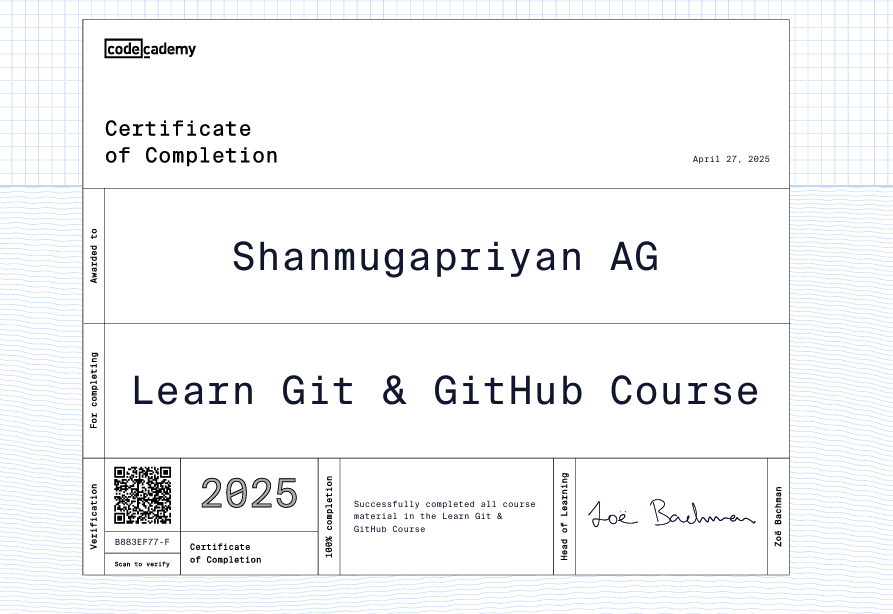 codecademy
Certificate
of Completion
April 27, 2025
Awarded to
Shanmugapriyan AG
For completing
Learn Git & GitHub Course
Verification
B883EF77-F
Scan to verify
2025
Certificate
of Completion
100% completion
Successfully completed all course
material in the Learn Git &
GitHub Course
Head of Learning
Zoë Bachman
Zoë Bachman